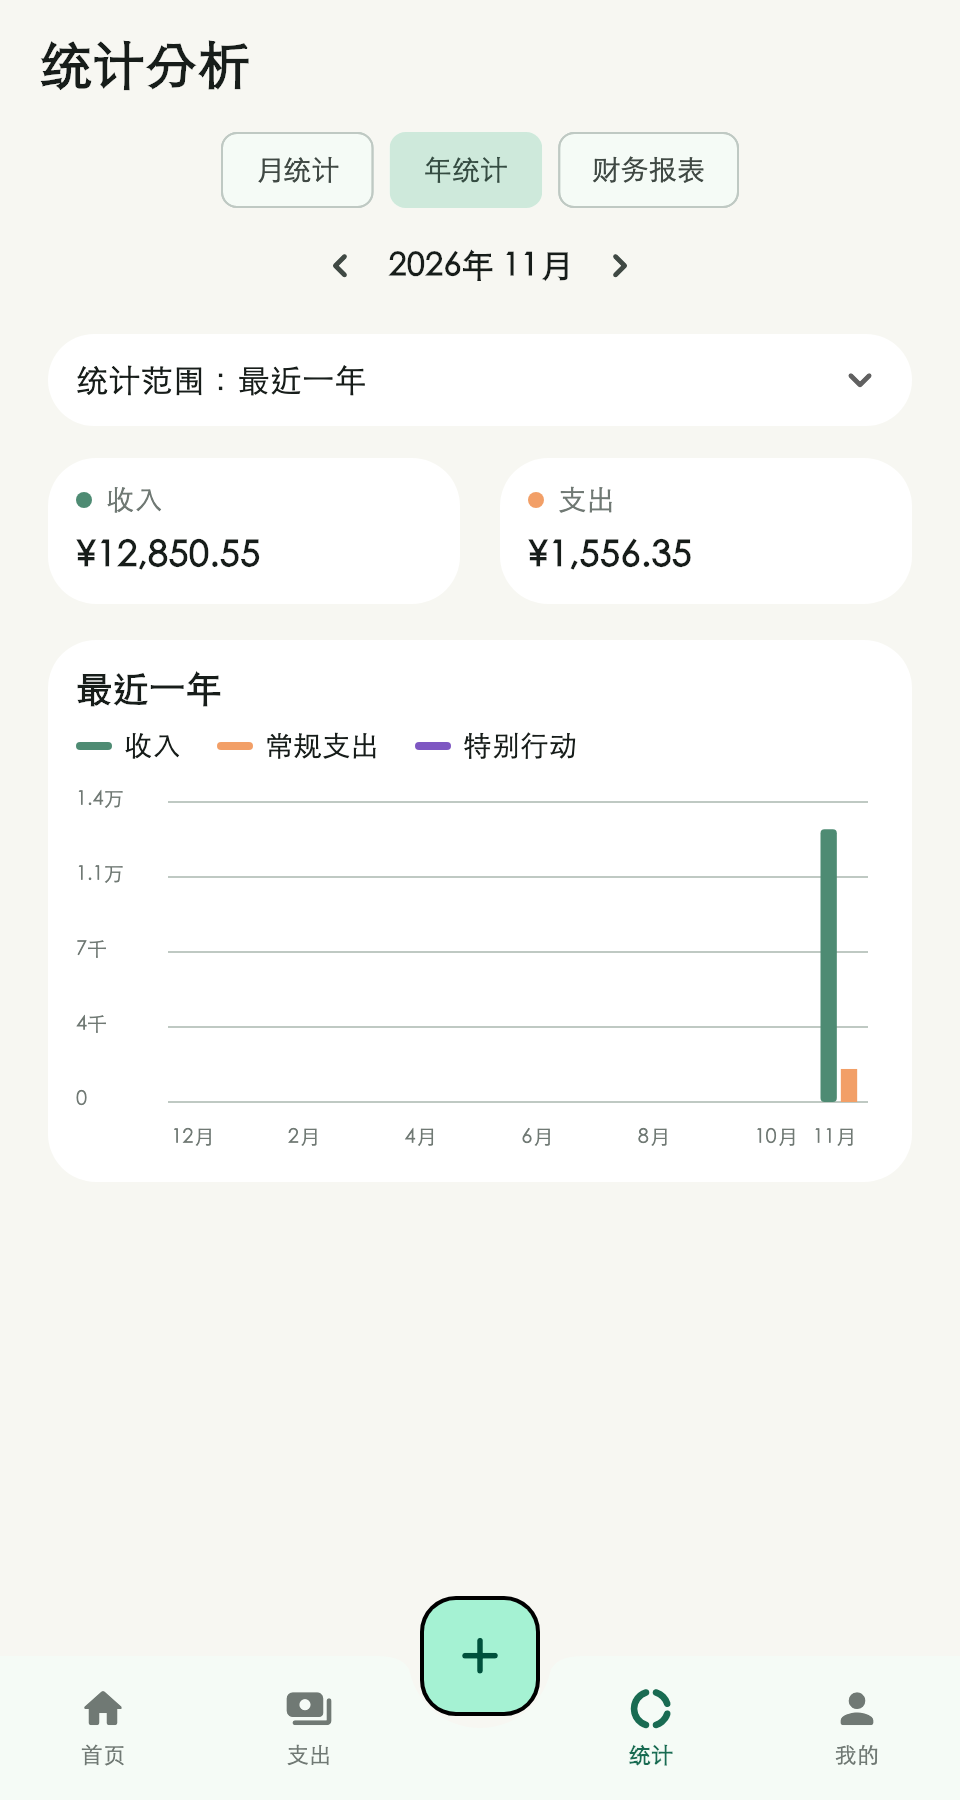 统计分析
月统计 年统计 财务报表
2026年 11月
统计范围：最近一年
收入 支出
¥12,850.55 ¥1,556.35
最近一年
收入 常规支出 特别行动
1.4万
1.1万
7千
4千
0
12月 2月 4月 6月 8月 10月 11月
首页 支出 统计 我的